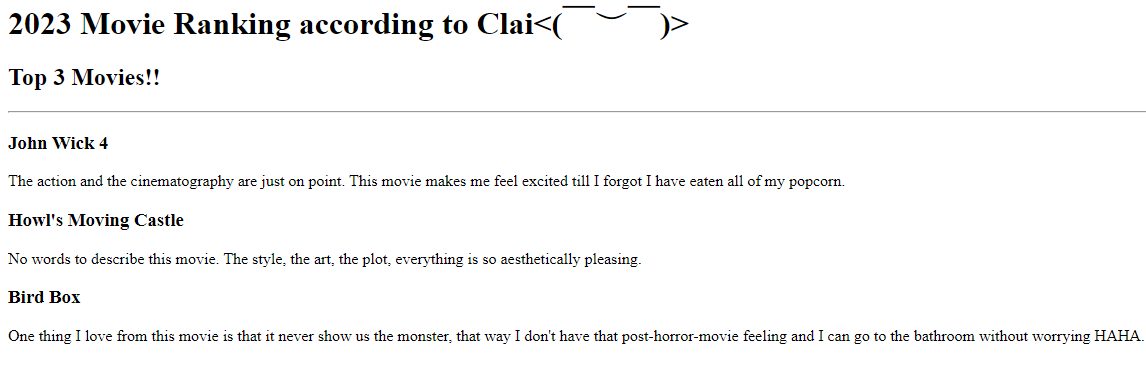 2023 Movie Ranking according to Clai<(￣︶￣)>
Top 3 Movies!!
John Wick 4
The action and the cinematography are just on point. This movie makes me feel excited till I forgot I have eaten all of my popcorn.
Howl's Moving Castle
No words to describe this movie. The style, the art, the plot, everything is so aesthetically pleasing.
Bird Box
One thing I love from this movie is that it never show us the monster, that way I don't have that post-horror-movie feeling and I can go to the bathroom without worrying HAHA.